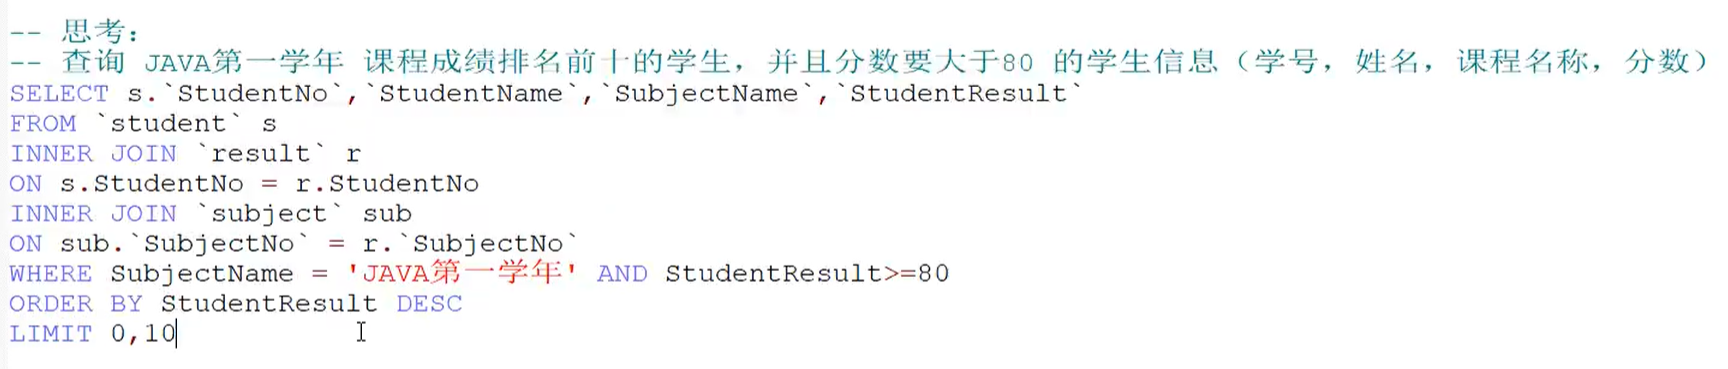 -- 思考：
-- 查询 JAVA第一学年 课程成绩排名前十的学生，并且分数要大于80 的学生信息（学号，姓名，课程名称，分数）
SELECT s.`StudentNo`,`StudentName`,`SubjectName`,`StudentResult`
FROM `student` s
INNER JOIN `result` r
ON s.StudentNo = r.StudentNo
INNER JOIN `subject` sub
ON sub.`SubjectNo` = r.`SubjectNo`
WHERE SubjectName = 'JAVA第一学年' AND StudentResult>=80
ORDER BY StudentResult DESC
LIMIT 0,10